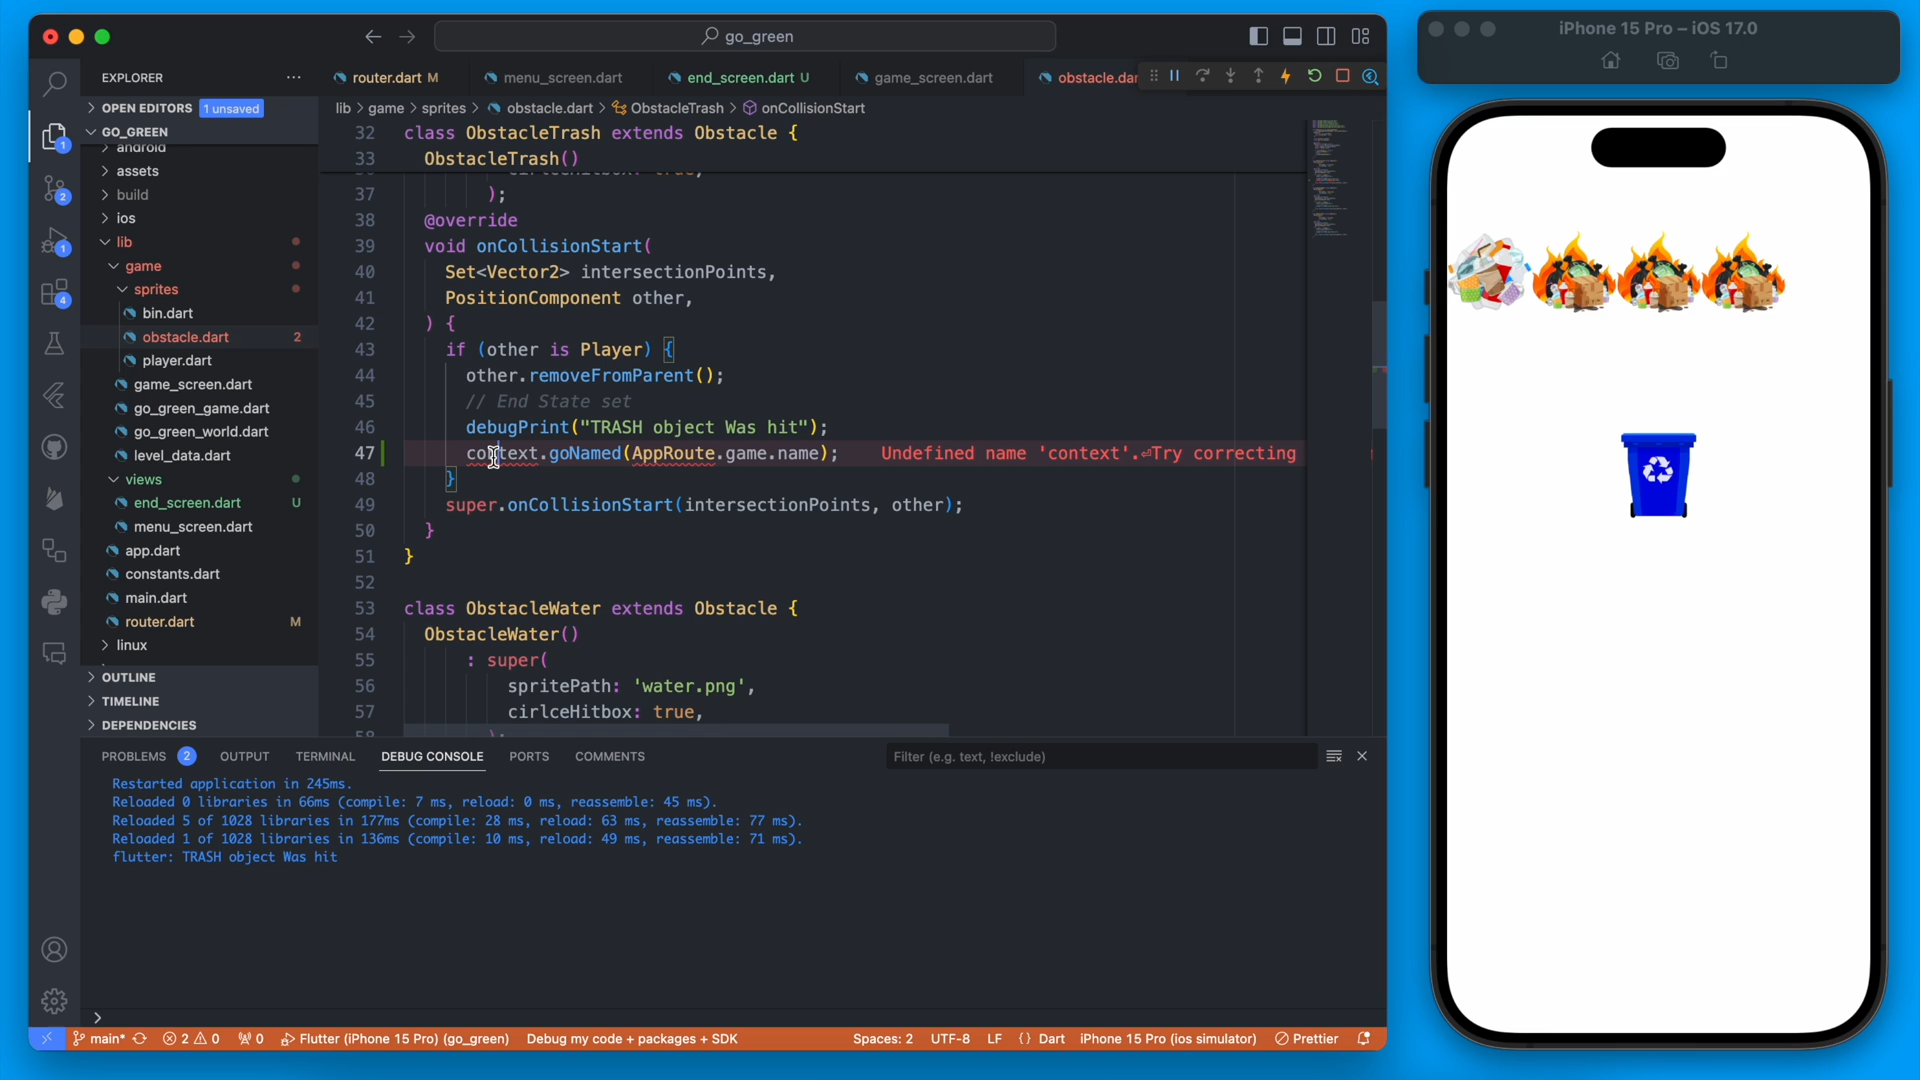 go_green
iPhone 15 Pro – iOS 17.0
EXPLORER
router.dart M
menu_screen.dart
end_screen.dart U
game_screen.dart
obstacle.dar
OPEN EDITORS 1 unsaved
lib > game > sprites > obstacle.dart > ObstacleTrash > onCollisionStart
GO_GREEN
android
assets
build
ios
lib
game
sprites
bin.dart
obstacle.dart 2
player.dart
game_screen.dart
go_green_game.dart
go_green_world.dart
level_data.dart
views
end_screen.dart U
menu_screen.dart
app.dart
constants.dart
main.dart
router.dart M
linux
OUTLINE
TIMELINE
DEPENDENCIES
1
2
1
4
32 class ObstacleTrash extends Obstacle {
33 ObstacleTrash()
37 );
38 @override
39 void onCollisionStart(
40 Set<Vector2> intersectionPoints,
41 PositionComponent other,
42 ) {
43 if (other is Player) {
44 other.removeFromParent();
45 // End State set
46 debugPrint("TRASH object Was hit");
47 context.goNamed(AppRoute.game.name); Undefined name 'context'.⏎Try correcting
48 }
49 super.onCollisionStart(intersectionPoints, other);
50 }
51 }
52
53 class ObstacleWater extends Obstacle {
54 ObstacleWater()
55 : super(
56 spritePath: 'water.png',
57 cirlceHitbox: true,
58 );
PROBLEMS 2 OUTPUT TERMINAL DEBUG CONSOLE PORTS COMMENTS
Filter (e.g. text, !exclude)
Restarted application in 245ms.
Reloaded 0 libraries in 66ms (compile: 7 ms, reload: 0 ms, reassemble: 45 ms).
Reloaded 5 of 1028 libraries in 177ms (compile: 28 ms, reload: 63 ms, reassemble: 77 ms).
Reloaded 1 of 1028 libraries in 136ms (compile: 10 ms, reload: 49 ms, reassemble: 71 ms).
flutter: TRASH object Was hit
main* 2 0 0 Flutter (iPhone 15 Pro) (go_green) Debug my code + packages + SDK
Spaces: 2 UTF-8 LF {} Dart iPhone 15 Pro (ios simulator) Prettier